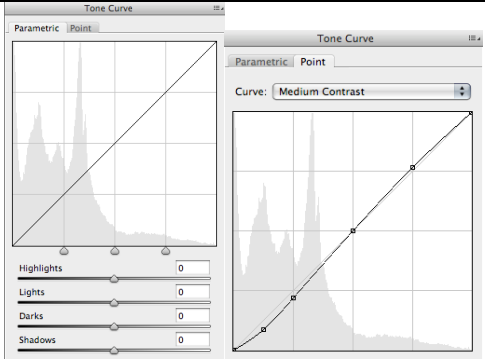 Tone Curve
Parametric Point
Highlights 0
Lights 0
Darks 0
Shadows 0
Tone Curve
Parametric Point
Curve: Medium Contrast